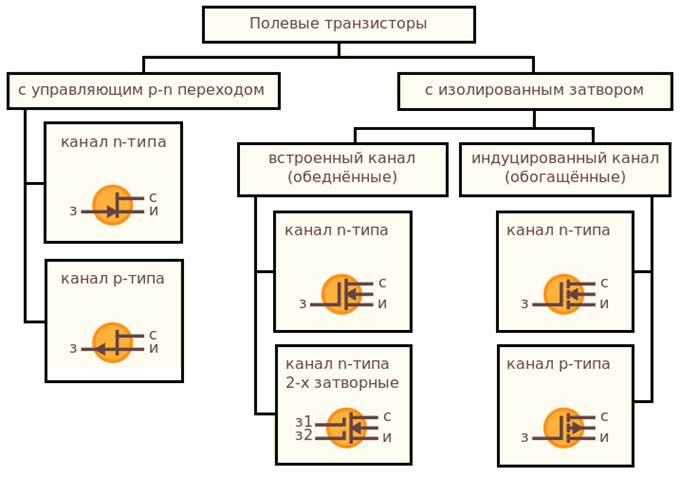 Полевые транзисторы
с управляющим p-n переходом
с изолированным затвором
канал n-типа
з
с
и
канал p-типа
з
с
и
встроенный канал
(обеднённые)
канал n-типа
з
с
и
канал n-типа
2-х затворные
з1
з2
с
и
индуцированный канал
(обогащённые)
канал n-типа
з
с
и
канал p-типа
з
с
и